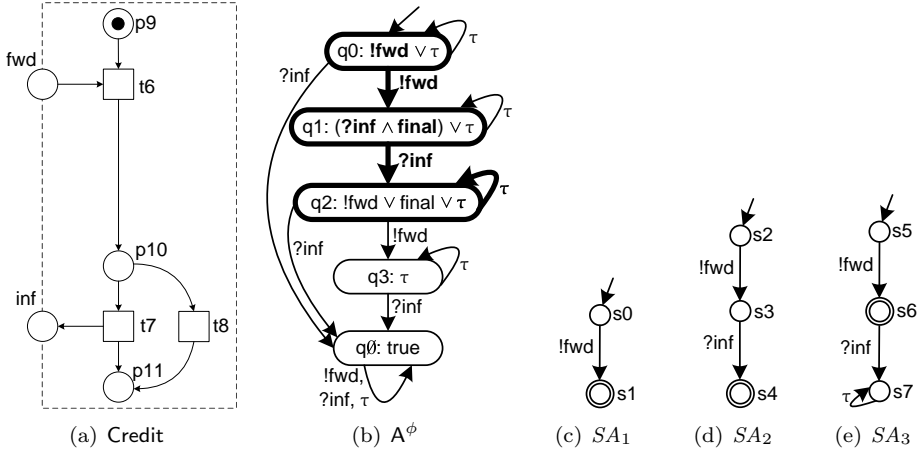 p9
fwd
t6
p10
inf
t7
t8
p11
(a) Credit
q0: !fwd ∨ τ
τ
?inf
!fwd
q1: (?inf ∧ final) ∨ τ
τ
?inf
q2: !fwd ∨ final ∨ τ
τ
?inf
!fwd
q3: τ
τ
?inf
q∅: true
!fwd,
?inf, τ
(b) A^ϕ
s0
!fwd
s1
(c) SA₁
s2
!fwd
s3
?inf
s4
(d) SA₂
s5
!fwd
s6
?inf
s7
τ
(e) SA₃